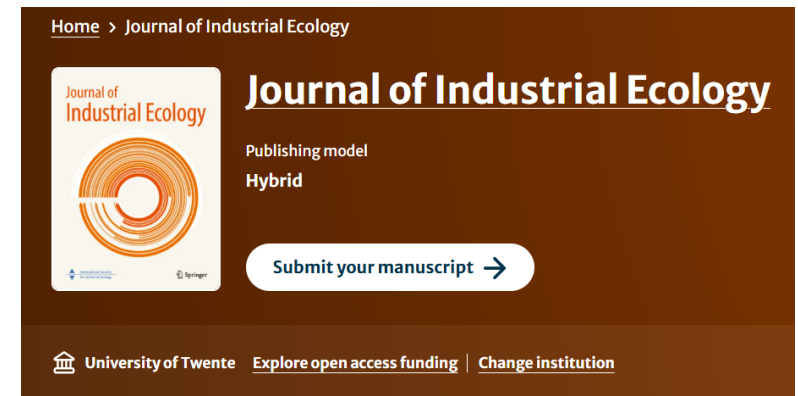 Home > Journal of Industrial Ecology
Journal of
Industrial Ecology
Springer
Journal of Industrial Ecology
Publishing model
Hybrid
Submit your manuscript →
University of Twente Explore open access funding | Change institution